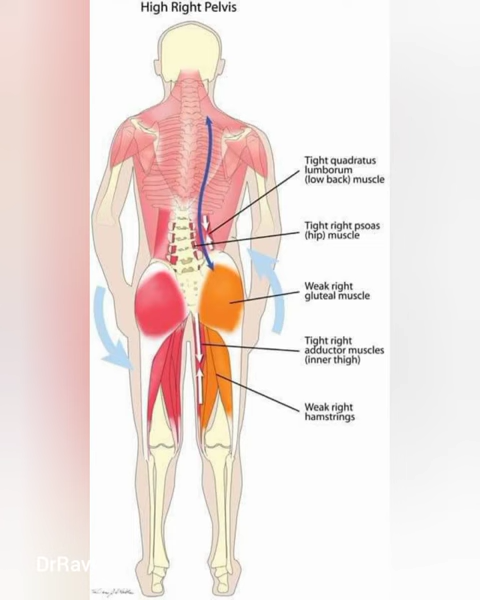 High Right Pelvis
Tight quadratus
lumborum
(low back) muscle
Tight right psoas
(hip) muscle
Weak right
gluteal muscle
Tight right
adductor muscles
(inner thigh)
Weak right
hamstrings
DrRav